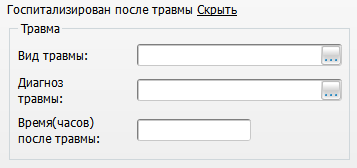 Госпитализирован после травмы Скрыть
Травма
Вид травмы:
Диагноз
травмы:
Время(часов)
после травмы: